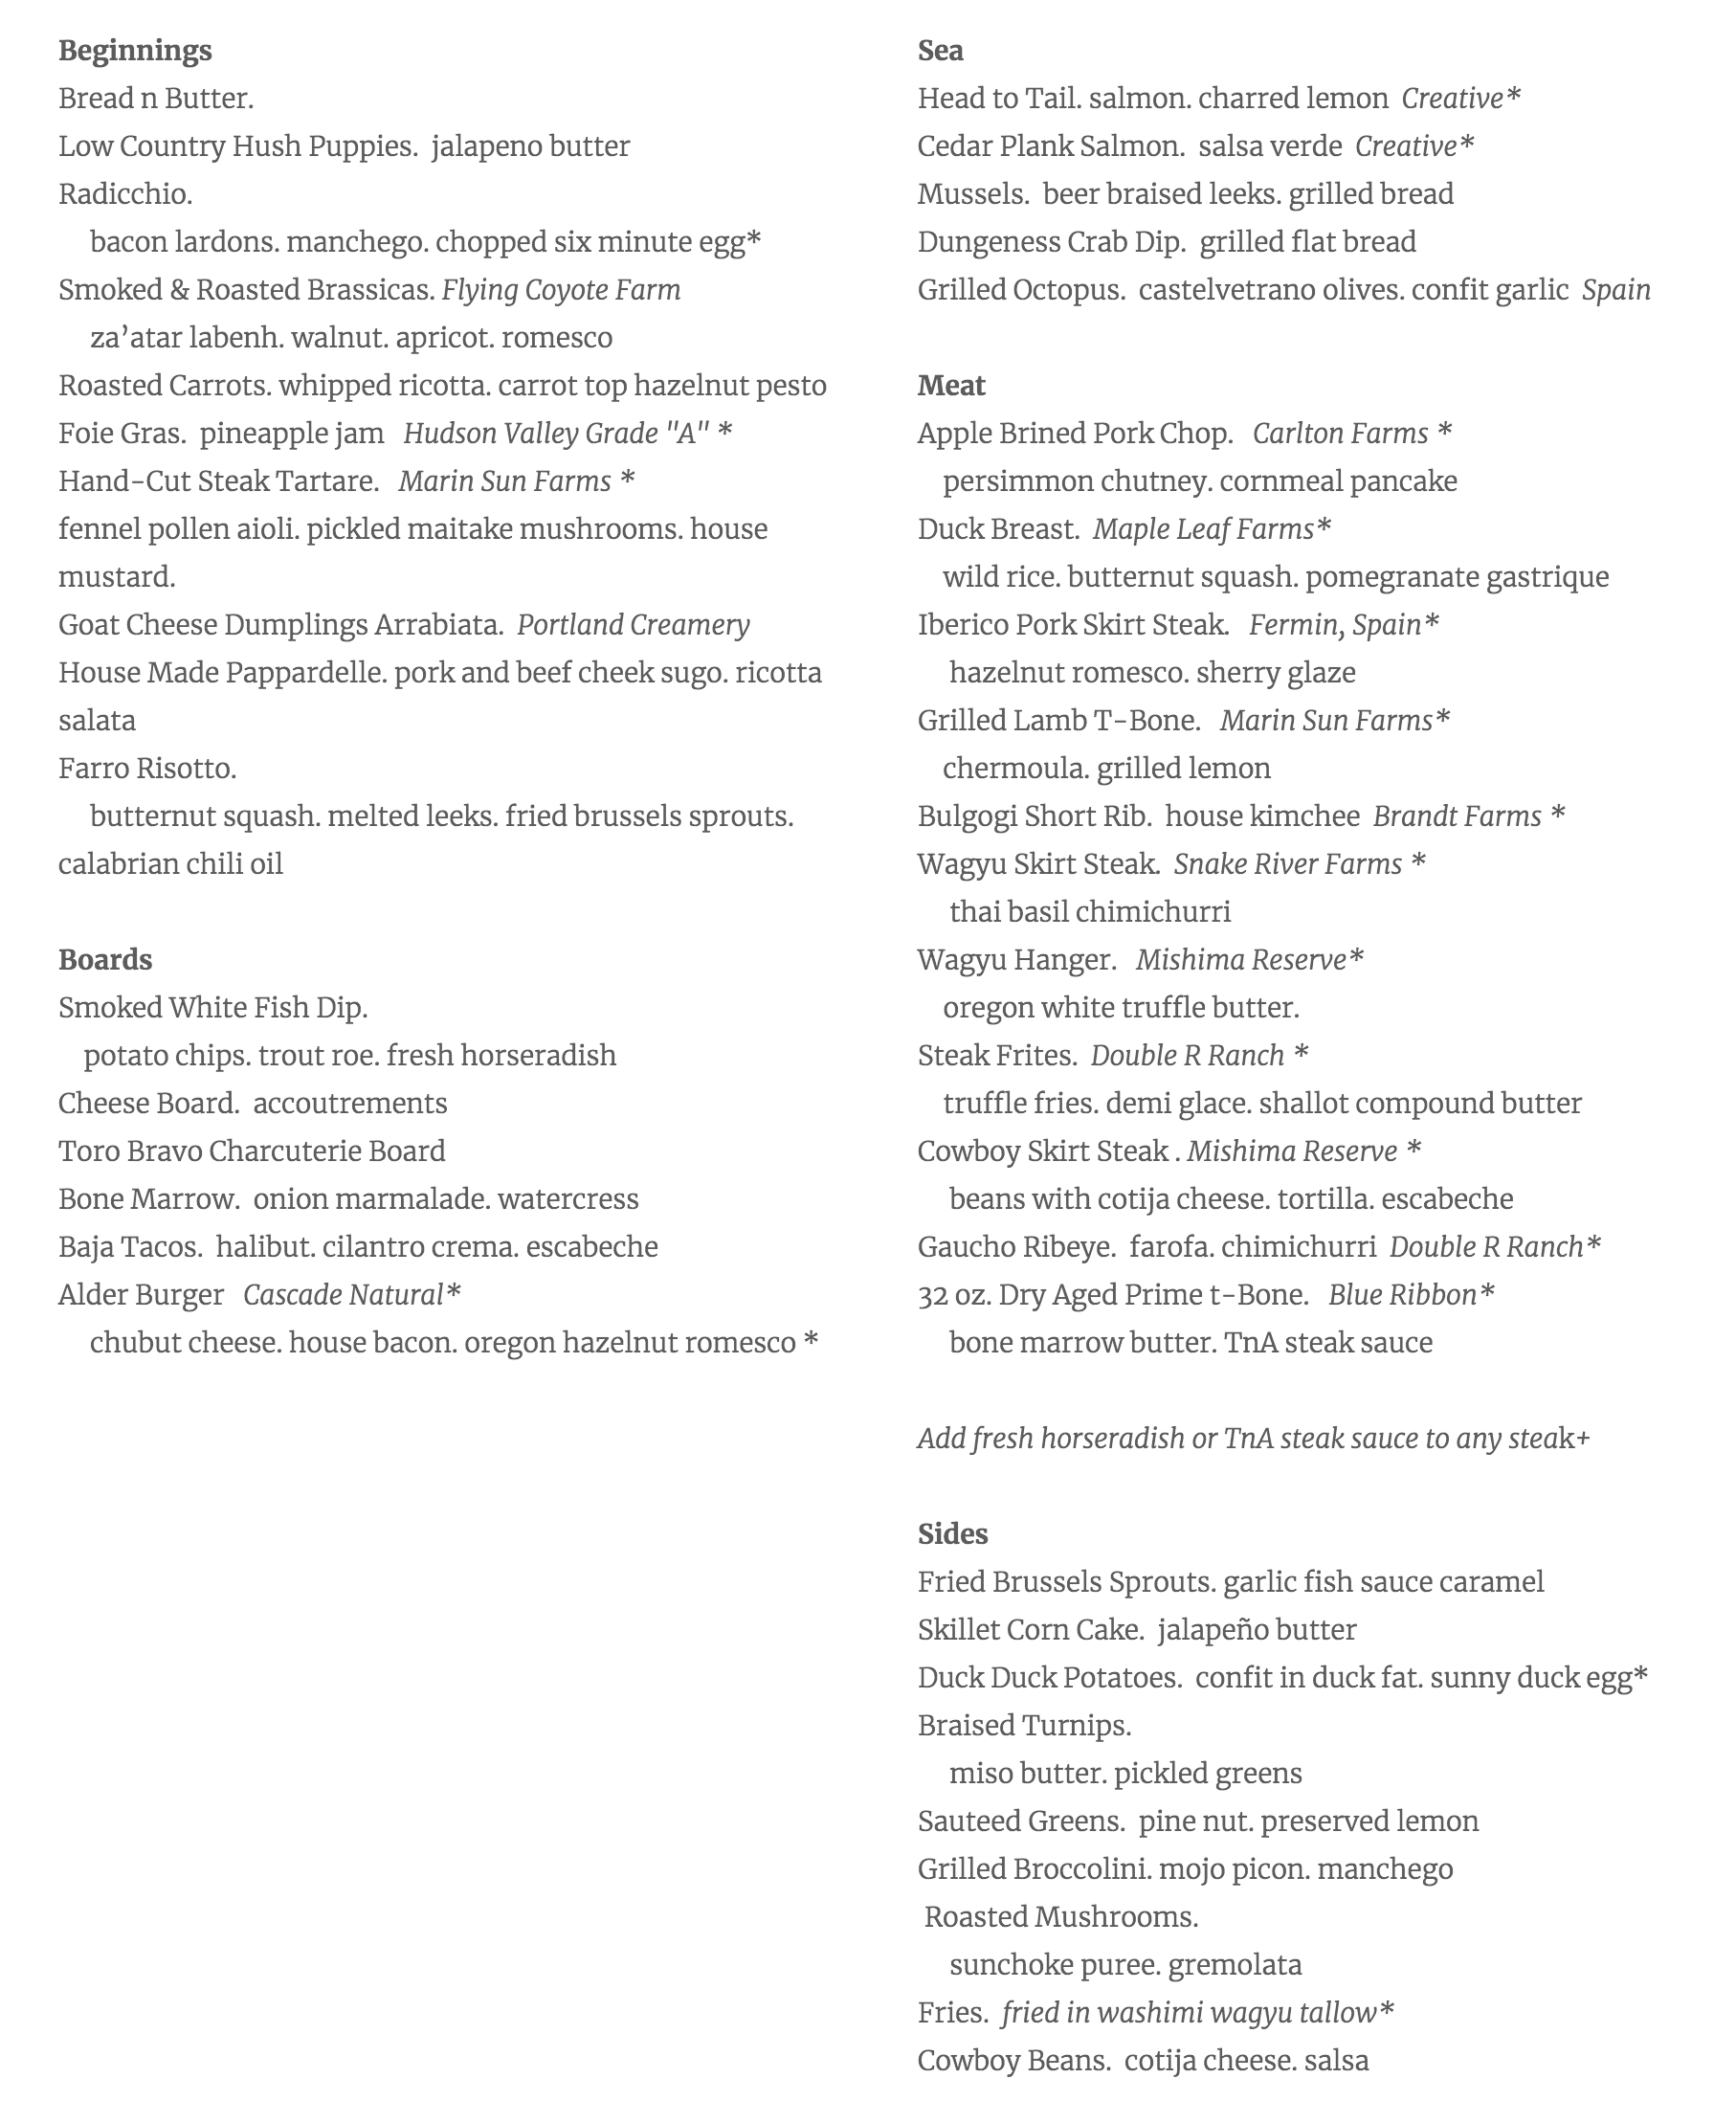 Beginnings
Bread n Butter.
Low Country Hush Puppies.  jalapeno butter
Radicchio.
bacon lardons. manchego. chopped six minute egg*
Smoked & Roasted Brassicas. Flying Coyote Farm
za’atar labenh. walnut. apricot. romesco
Roasted Carrots. whipped ricotta. carrot top hazelnut pesto
Foie Gras.  pineapple jam   Hudson Valley Grade "A" *
Hand-Cut Steak Tartare.   Marin Sun Farms *
fennel pollen aioli. pickled maitake mushrooms. house
mustard.
Goat Cheese Dumplings Arrabiata.  Portland Creamery
House Made Pappardelle. pork and beef cheek sugo. ricotta
salata
Farro Risotto.
butternut squash. melted leeks. fried brussels sprouts.
calabrian chili oil
Boards
Smoked White Fish Dip.
potato chips. trout roe. fresh horseradish
Cheese Board.  accoutrements
Toro Bravo Charcuterie Board
Bone Marrow.  onion marmalade. watercress
Baja Tacos.  halibut. cilantro crema. escabeche
Alder Burger   Cascade Natural*
chubut cheese. house bacon. oregon hazelnut romesco *
Sea
Head to Tail. salmon. charred lemon  Creative*
Cedar Plank Salmon.  salsa verde  Creative*
Mussels.  beer braised leeks. grilled bread
Dungeness Crab Dip.  grilled flat bread
Grilled Octopus.  castelvetrano olives. confit garlic  Spain
Meat
Apple Brined Pork Chop.   Carlton Farms *
persimmon chutney. cornmeal pancake
Duck Breast.  Maple Leaf Farms*
wild rice. butternut squash. pomegranate gastrique
Iberico Pork Skirt Steak.   Fermin, Spain*
hazelnut romesco. sherry glaze
Grilled Lamb T-Bone.   Marin Sun Farms*
chermoula. grilled lemon
Bulgogi Short Rib.  house kimchee  Brandt Farms *
Wagyu Skirt Steak.  Snake River Farms *
thai basil chimichurri
Wagyu Hanger.   Mishima Reserve*
oregon white truffle butter.
Steak Frites.  Double R Ranch *
truffle fries. demi glace. shallot compound butter
Cowboy Skirt Steak . Mishima Reserve *
beans with cotija cheese. tortilla. escabeche
Gaucho Ribeye.  farofa. chimichurri  Double R Ranch*
32 oz. Dry Aged Prime t-Bone.   Blue Ribbon*
bone marrow butter. TnA steak sauce
Add fresh horseradish or TnA steak sauce to any steak+
Sides
Fried Brussels Sprouts. garlic fish sauce caramel
Skillet Corn Cake.  jalapeño butter
Duck Duck Potatoes.  confit in duck fat. sunny duck egg*
Braised Turnips.
miso butter. pickled greens
Sauteed Greens.  pine nut. preserved lemon
Grilled Broccolini. mojo picon. manchego
Roasted Mushrooms.
sunchoke puree. gremolata
Fries.  fried in washimi wagyu tallow*
Cowboy Beans.  cotija cheese. salsa